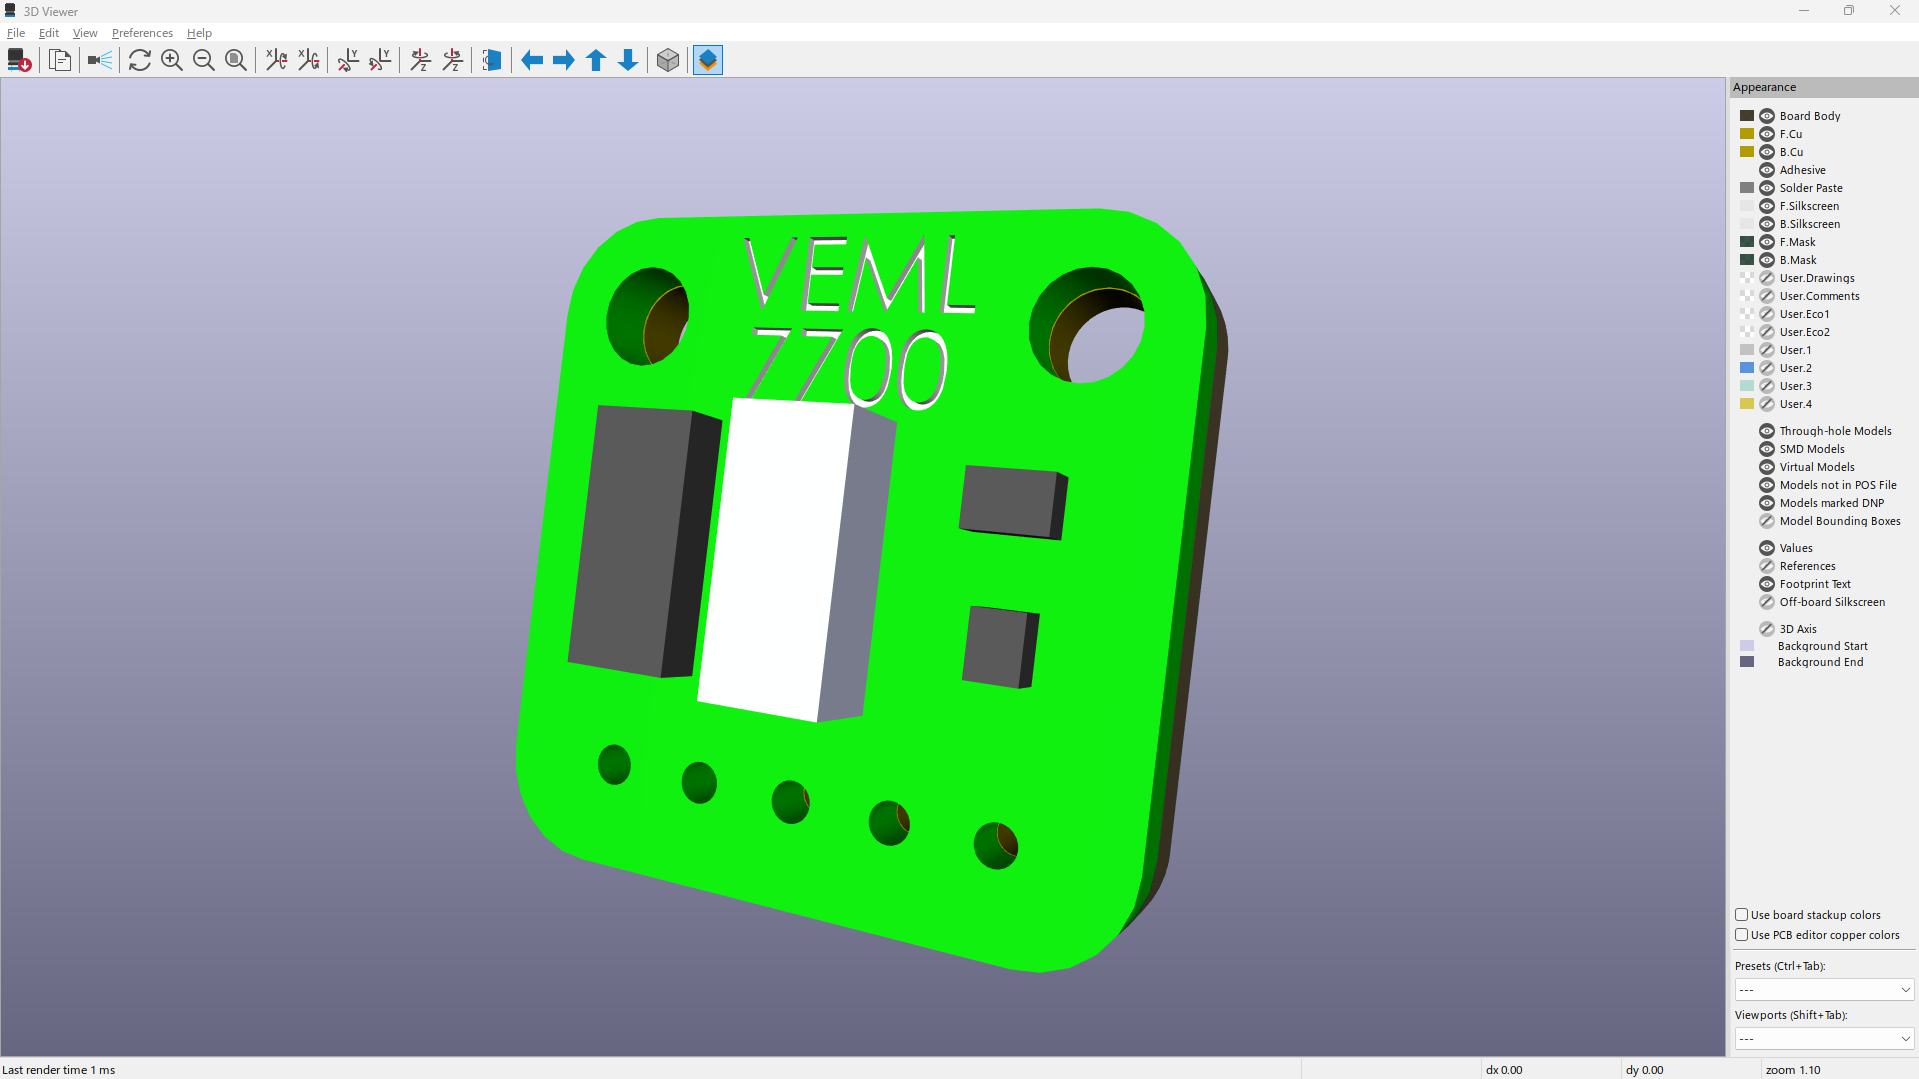 3D Viewer
File Edit View Preferences Help
Appearance
Board Body
F.Cu
B.Cu
Adhesive
Solder Paste
F.Silkscreen
B.Silkscreen
F.Mask
B.Mask
User.Drawings
User.Comments
User.Eco1
User.Eco2
User.1
User.2
User.3
User.4
Through-hole Models
SMD Models
Virtual Models
Models not in POS File
Models marked DNP
Model Bounding Boxes
Values
References
Footprint Text
Off-board Silkscreen
3D Axis
Background Start
Background End
Use board stackup colors
Use PCB editor copper colors
Presets (Ctrl+Tab):
---
Viewports (Shift+Tab):
---
VEML
7700
Last render time 1 ms
dx 0.00
dy 0.00
zoom 1.10